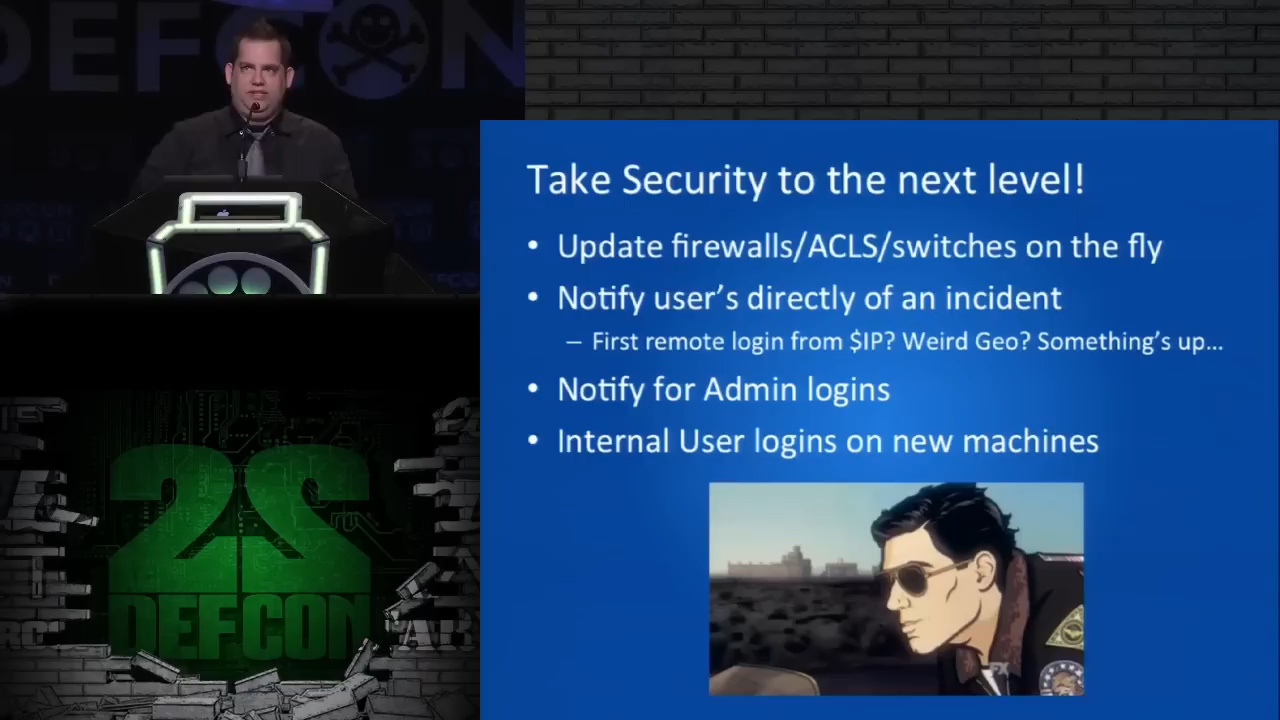 DEFCON
Take Security to the next level!
• Update firewalls/ACLS/switches on the fly
• Notify user's directly of an incident
– First remote login from $IP? Weird Geo? Something's up...
• Notify for Admin logins
• Internal User logins on new machines
FX
22
DEFCON